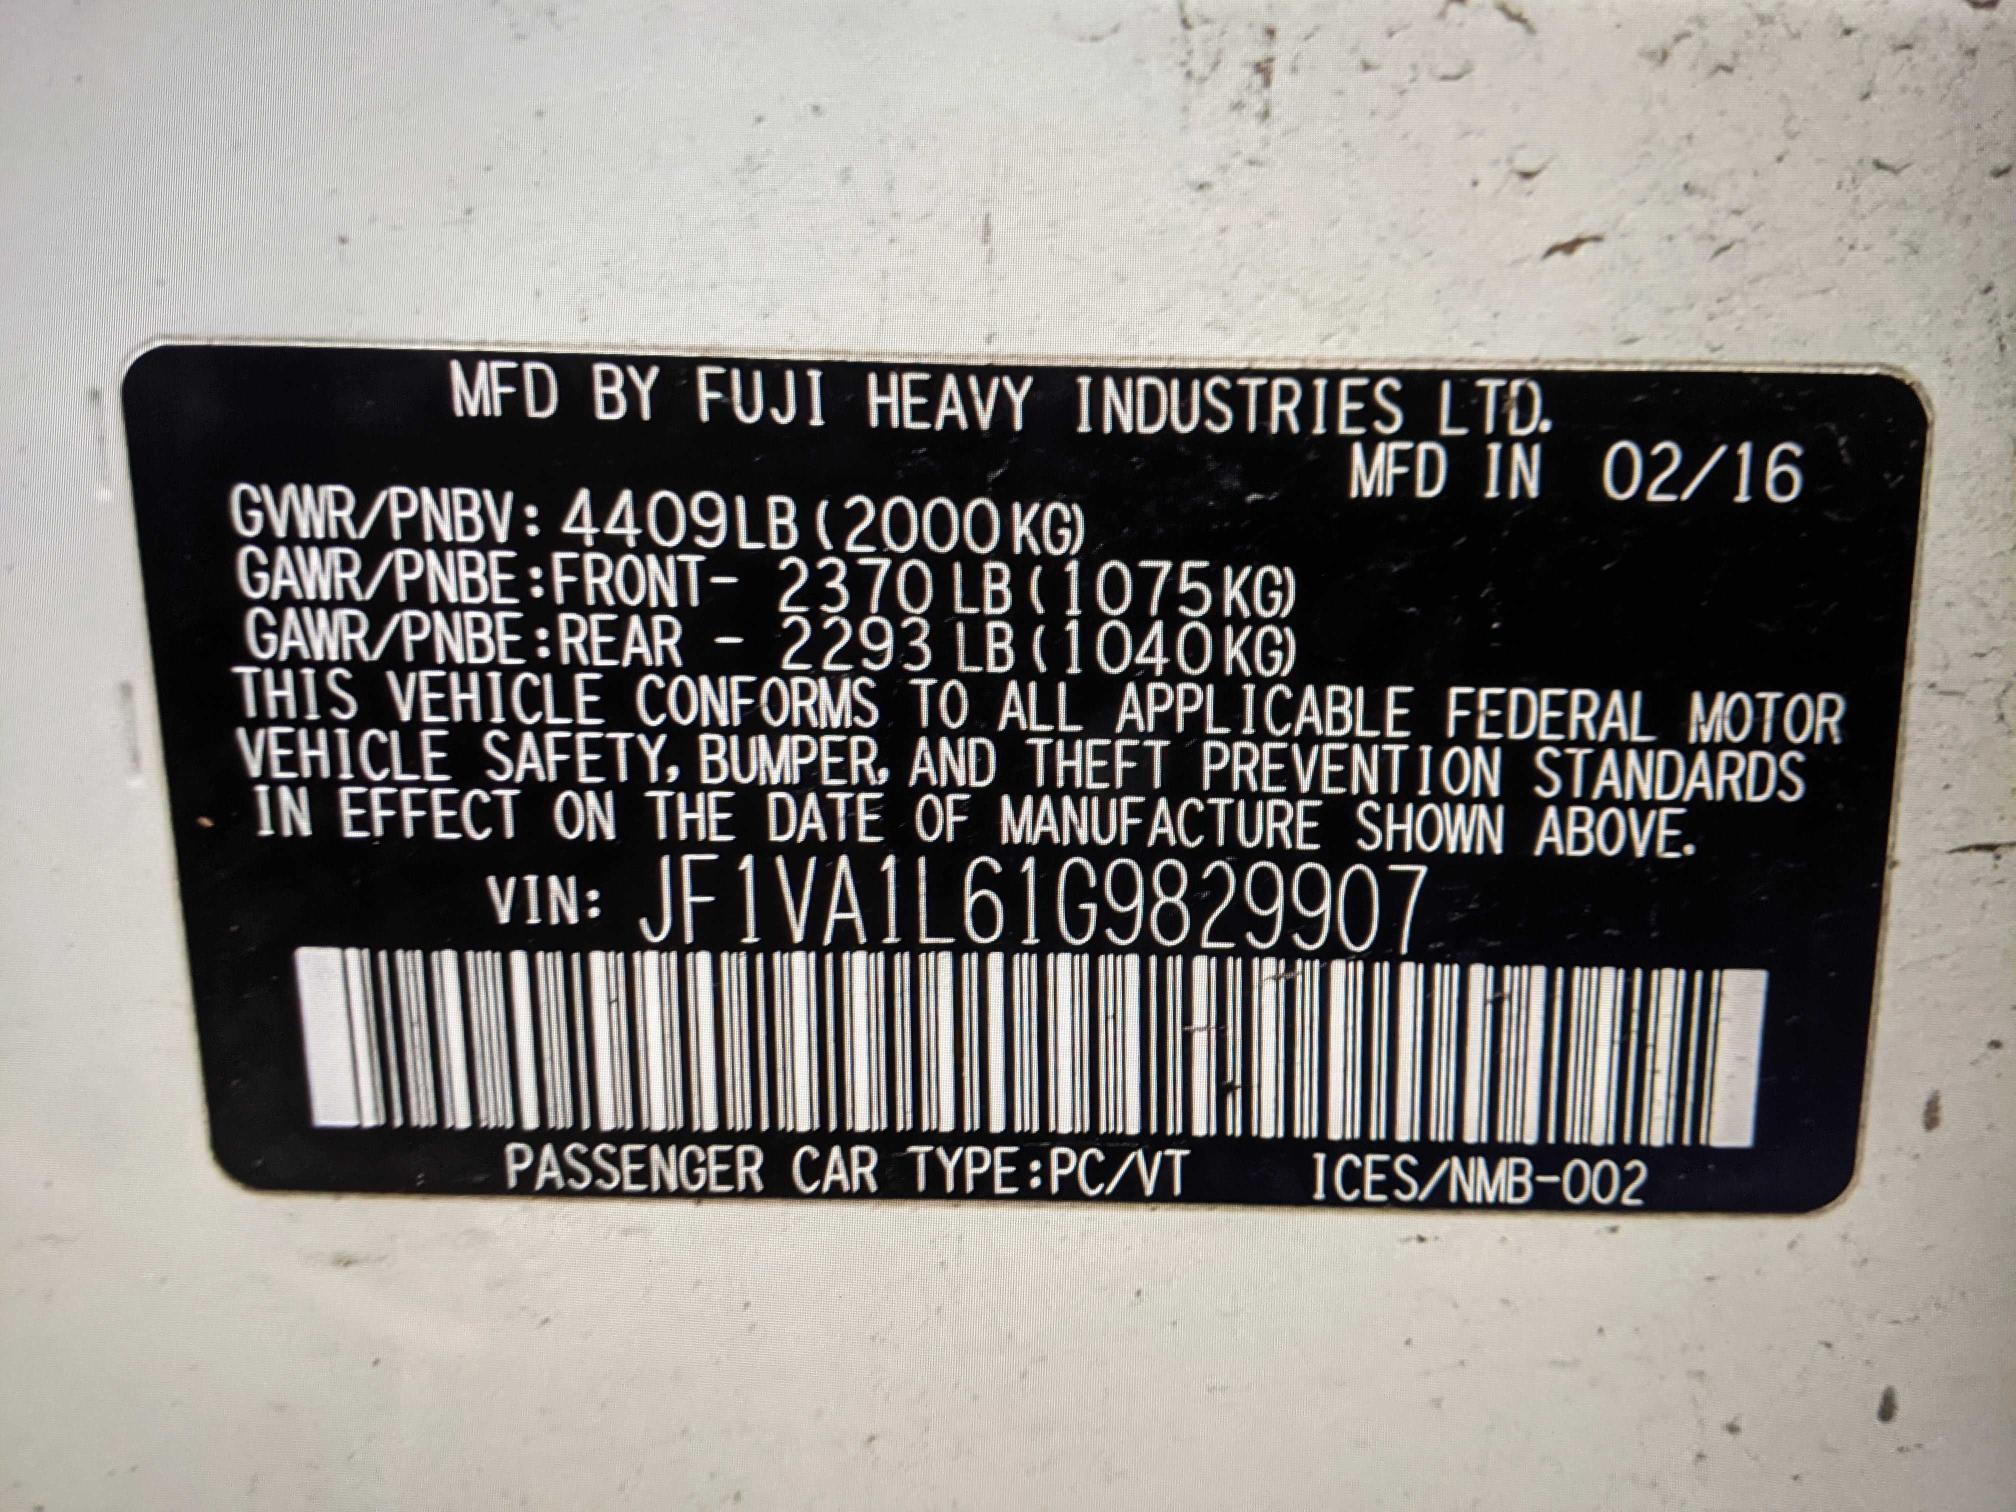 MFD BY FUJI HEAVY INDUSTRIES LTD.
MFD IN 02/16
GVWR/PNBV: 4409LB (2000KG)
GAWR/PNBE:FRONT- 2370 LB (1075KG)
GAWR/PNBE:REAR - 2293 LB (1040KG)
THIS VEHICLE CONFORMS TO ALL APPLICABLE FEDERAL MOTOR
VEHICLE SAFETY, BUMPER, AND THEFT PREVENTION STANDARDS
IN EFFECT ON THE DATE OF MANUFACTURE SHOWN ABOVE.
VIN: JF1VA1L61G9829907
PASSENGER CAR TYPE:PC/VT ICES/NMB-002